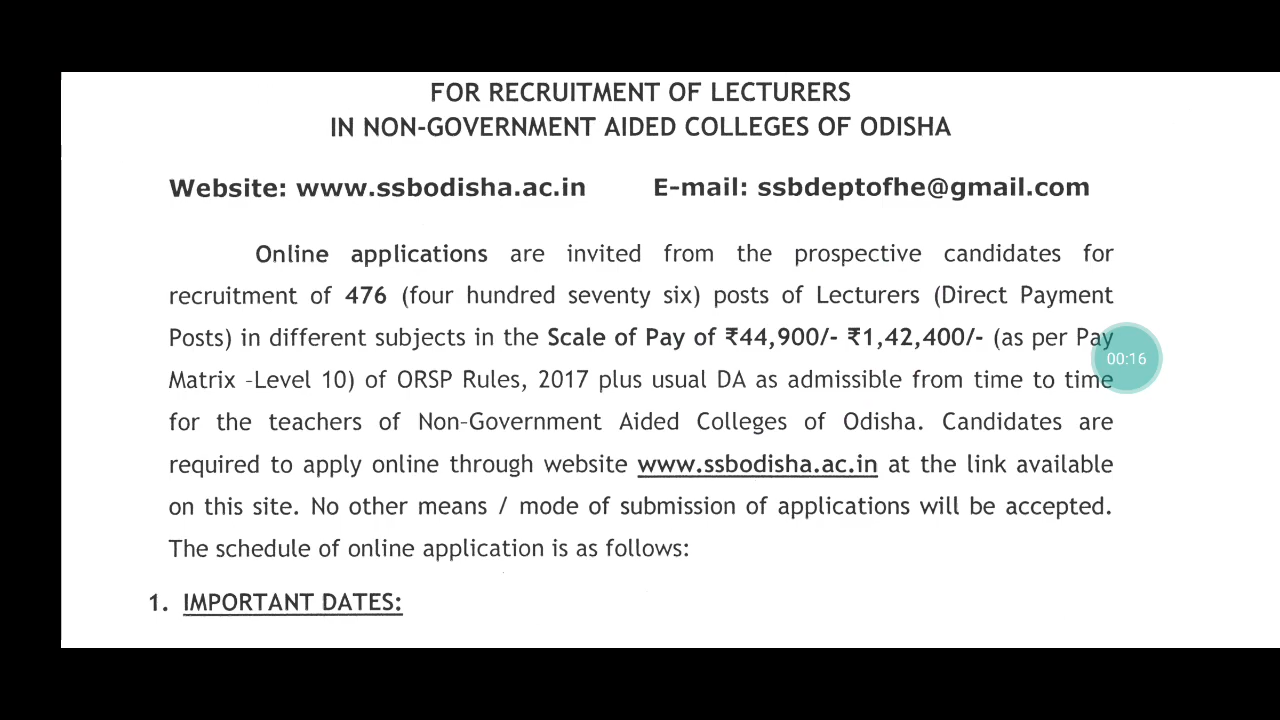 FOR RECRUITMENT OF LECTURERS
IN NON-GOVERNMENT AIDED COLLEGES OF ODISHA
Website: www.ssbodisha.ac.in E-mail: ssbdeptofhe@gmail.com
Online applications are invited from the prospective candidates for
recruitment of 476 (four hundred seventy six) posts of Lecturers (Direct Payment
Posts) in different subjects in the Scale of Pay of ₹44,900/- ₹1,42,400/- (as per Pay
Matrix -Level 10) of ORSP Rules, 2017 plus usual DA as admissible from time to time
for the teachers of Non-Government Aided Colleges of Odisha. Candidates are
required to apply online through website www.ssbodisha.ac.in at the link available
on this site. No other means / mode of submission of applications will be accepted.
The schedule of online application is as follows:
1. IMPORTANT DATES:
00:16